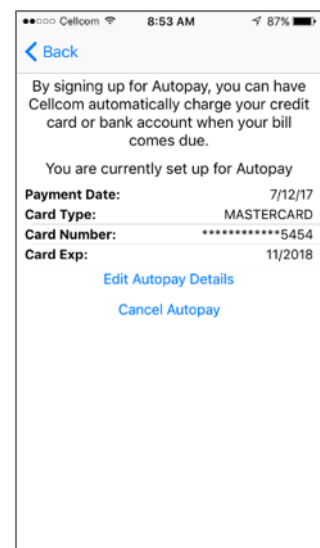 Cellcom 8:53 AM 87%
Back
By signing up for Autopay, you can have
Cellcom automatically charge your credit
card or bank account when your bill
comes due.
You are currently set up for Autopay
Payment Date: 7/12/17
Card Type: MASTERCARD
Card Number: ************5454
Card Exp: 11/2018
Edit Autopay Details
Cancel Autopay